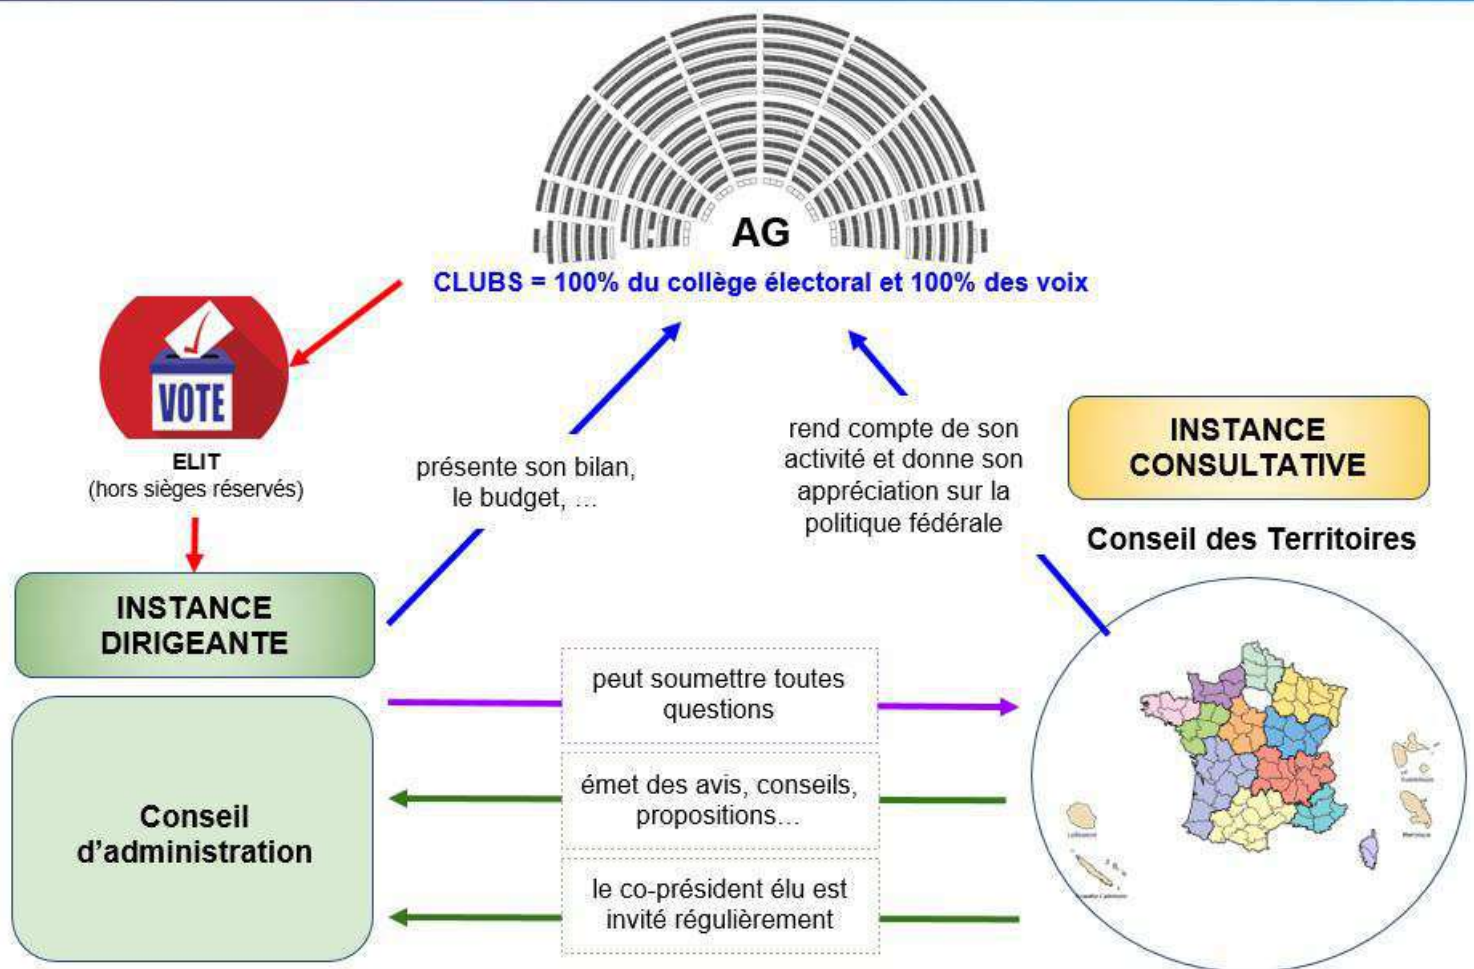 AG
CLUBS = 100% du collège électoral et 100% des voix
VOTE
ELIT
(hors sièges réservés)
présente son bilan,
le budget, …
rend compte de son
activité et donne son
appréciation sur la
politique fédérale
INSTANCE
CONSULTATIVE
Conseil des Territoires
INSTANCE
DIRIGEANTE
Conseil
d’administration
peut soumettre toutes
questions
émet des avis, conseils,
propositions…
le co-président élu est
invité régulièrement